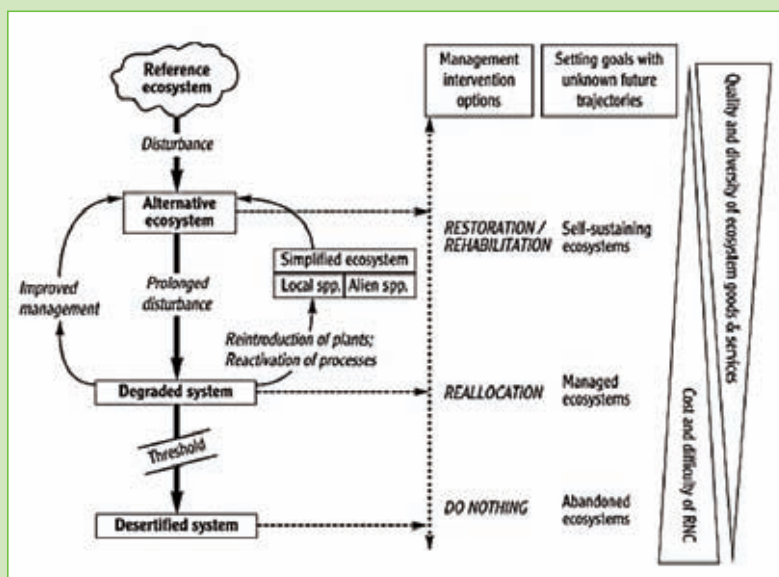 Reference
ecosystem
Disturbance
Alternative
ecosystem
Improved
management
Prolonged
disturbance
Simplified ecosystem
Local spp.
Alien spp.
Reintroduction of plants;
Reactivation of processes
Degraded system
Threshold
Desertified system
Management
intervention
options
Setting goals with
unknown future
trajectories
RESTORATION /
REHABILITATION
Self-sustaining
ecosystems
REALLOCATION
Managed
ecosystems
DO NOTHING
Abandoned
ecosystems
Cost and difficulty of RNC
Quality and diversity of ecosystem goods & services